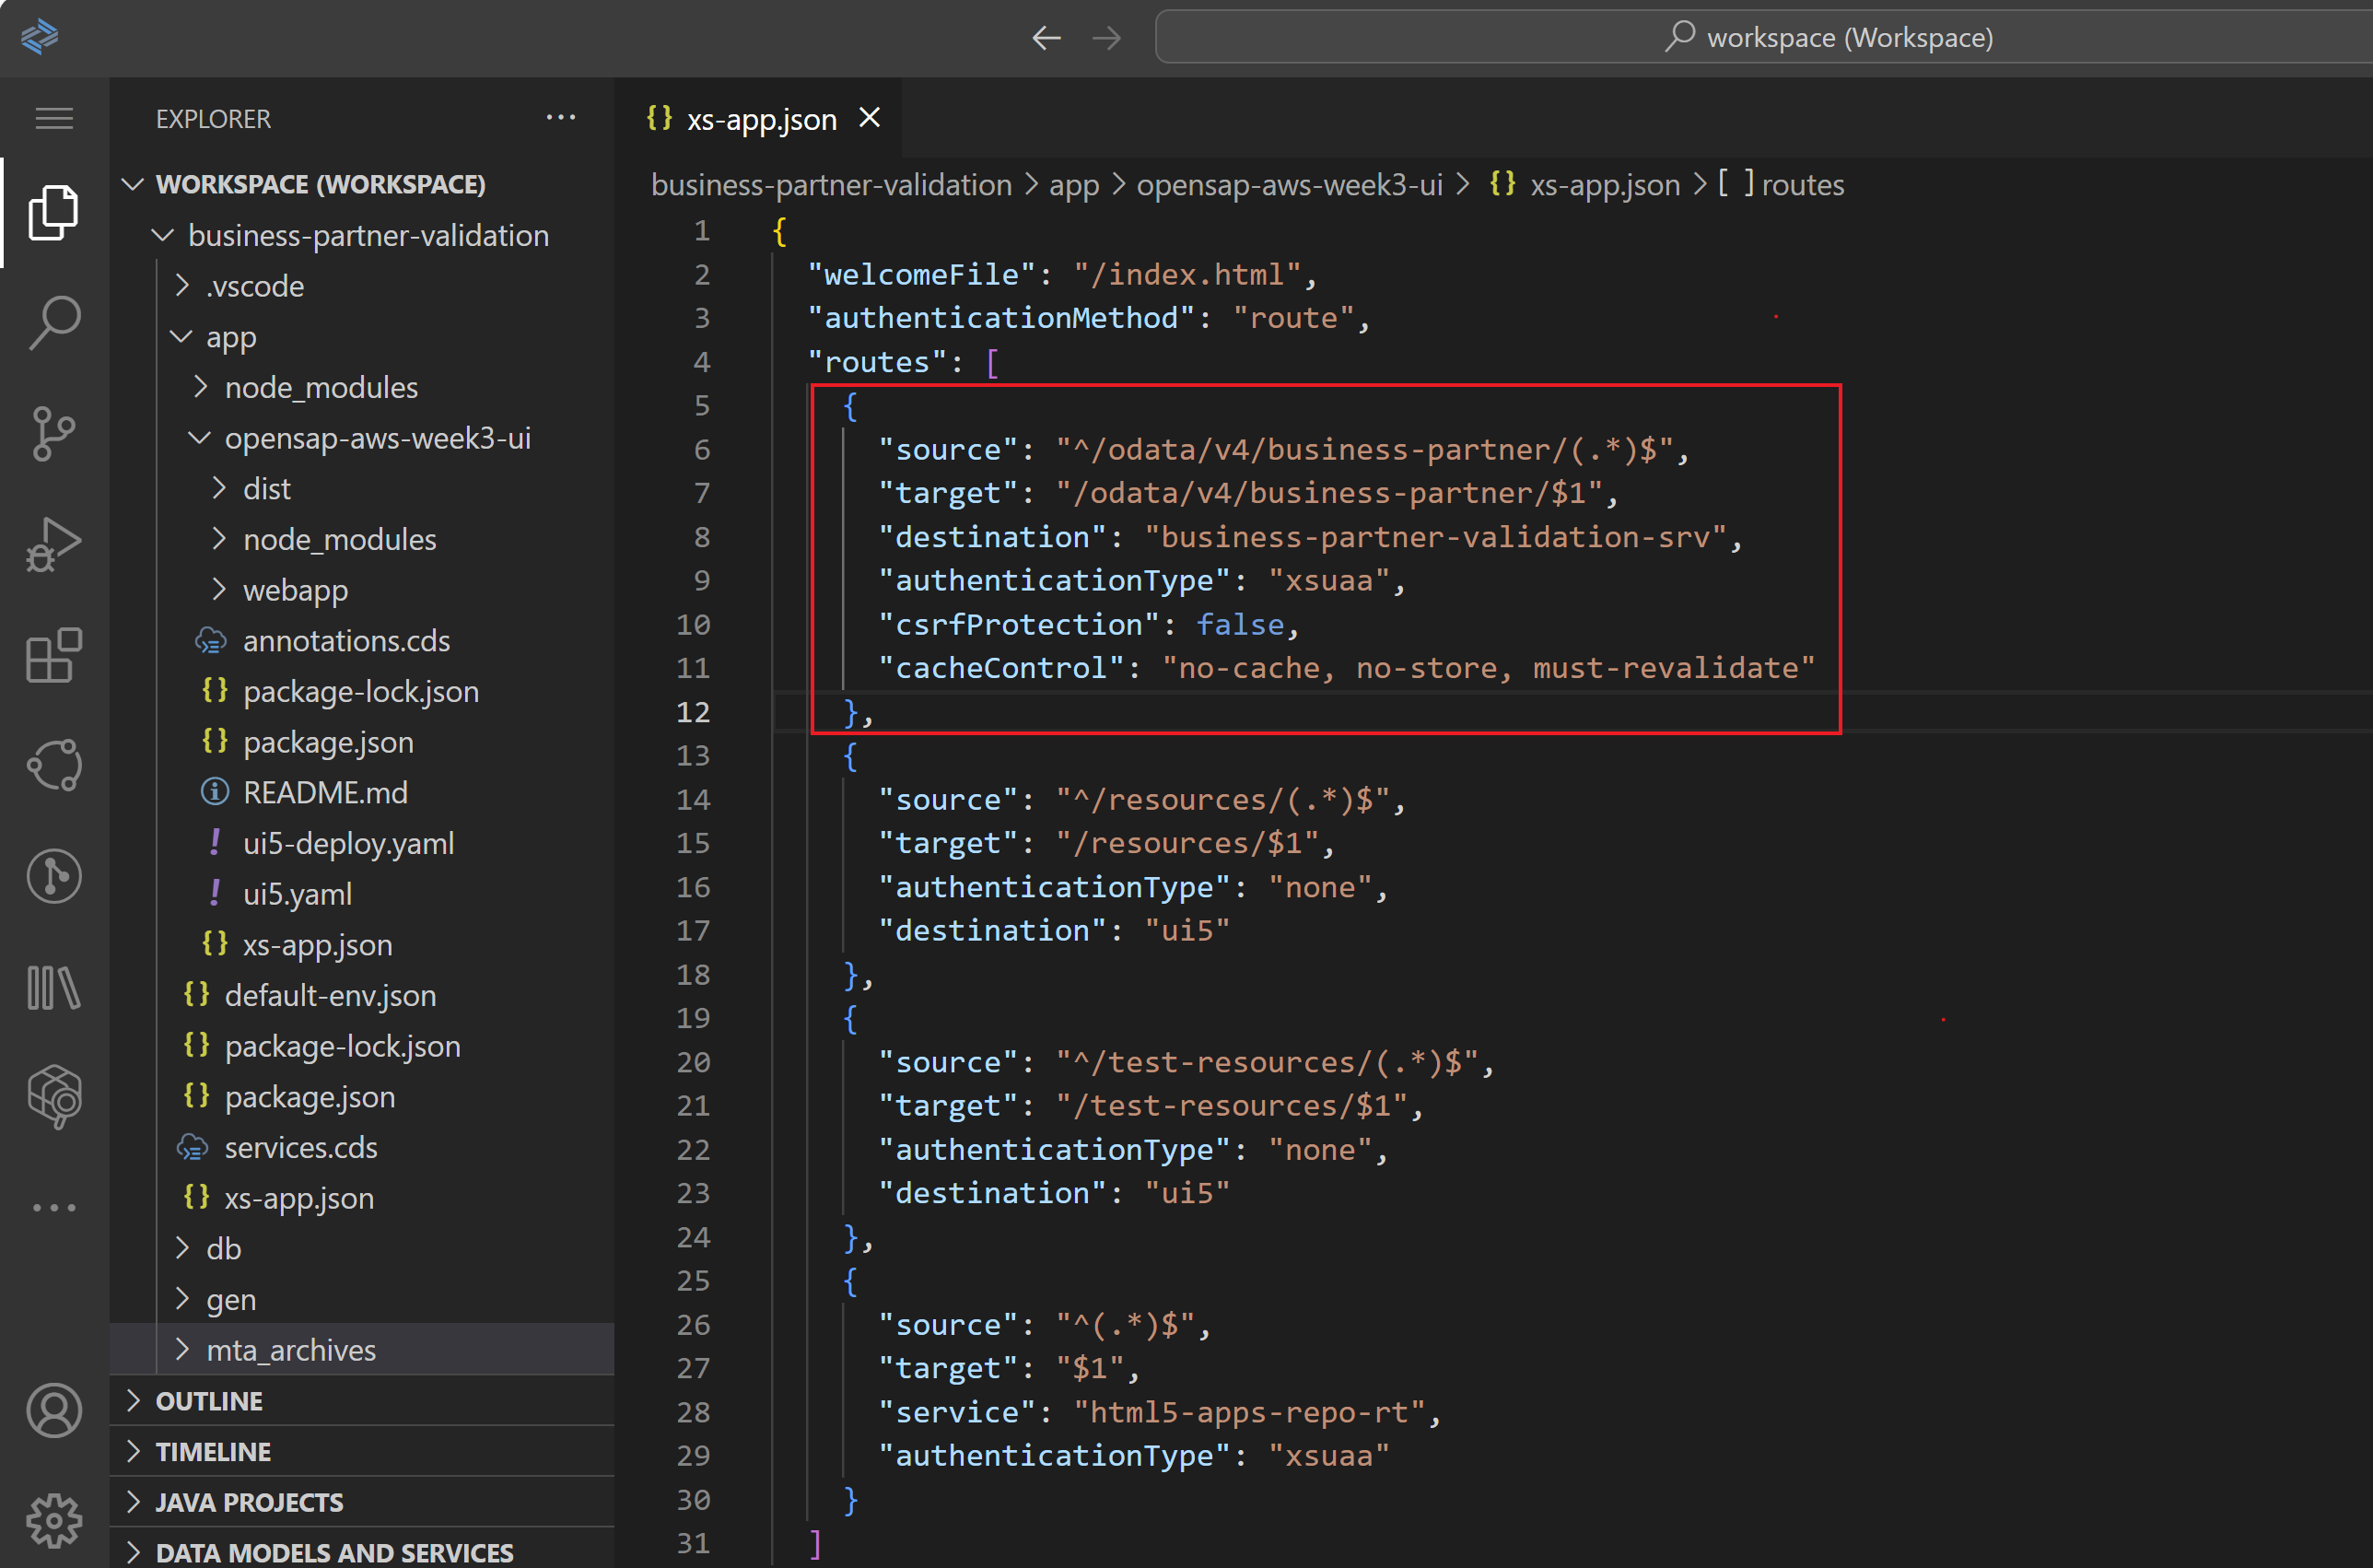 workspace (Workspace)
EXPLORER
WORKSPACE (WORKSPACE)
business-partner-validation
.vscode
app
node_modules
opensap-aws-week3-ui
dist
node_modules
webapp
annotations.cds
package-lock.json
package.json
README.md
ui5-deploy.yaml
ui5.yaml
xs-app.json
default-env.json
package-lock.json
package.json
services.cds
xs-app.json
db
gen
mta_archives
OUTLINE
TIMELINE
JAVA PROJECTS
DATA MODELS AND SERVICES
{} xs-app.json ×
business-partner-validation > app > opensap-aws-week3-ui > {} xs-app.json > [ ] routes
1 {
2 "welcomeFile": "/index.html",
3 "authenticationMethod": "route",
4 "routes": [
5 {
6 "source": "^/odata/v4/business-partner/(.*)$",
7 "target": "/odata/v4/business-partner/$1",
8 "destination": "business-partner-validation-srv",
9 "authenticationType": "xsuaa",
10 "csrfProtection": false,
11 "cacheControl": "no-cache, no-store, must-revalidate"
12 },
13 {
14 "source": "^/resources/(.*)$",
15 "target": "/resources/$1",
16 "authenticationType": "none",
17 "destination": "ui5"
18 },
19 {
20 "source": "^/test-resources/(.*)$",
21 "target": "/test-resources/$1",
22 "authenticationType": "none",
23 "destination": "ui5"
24 },
25 {
26 "source": "^(.*)$",
27 "target": "$1",
28 "service": "html5-apps-repo-rt",
29 "authenticationType": "xsuaa"
30 }
31 ]